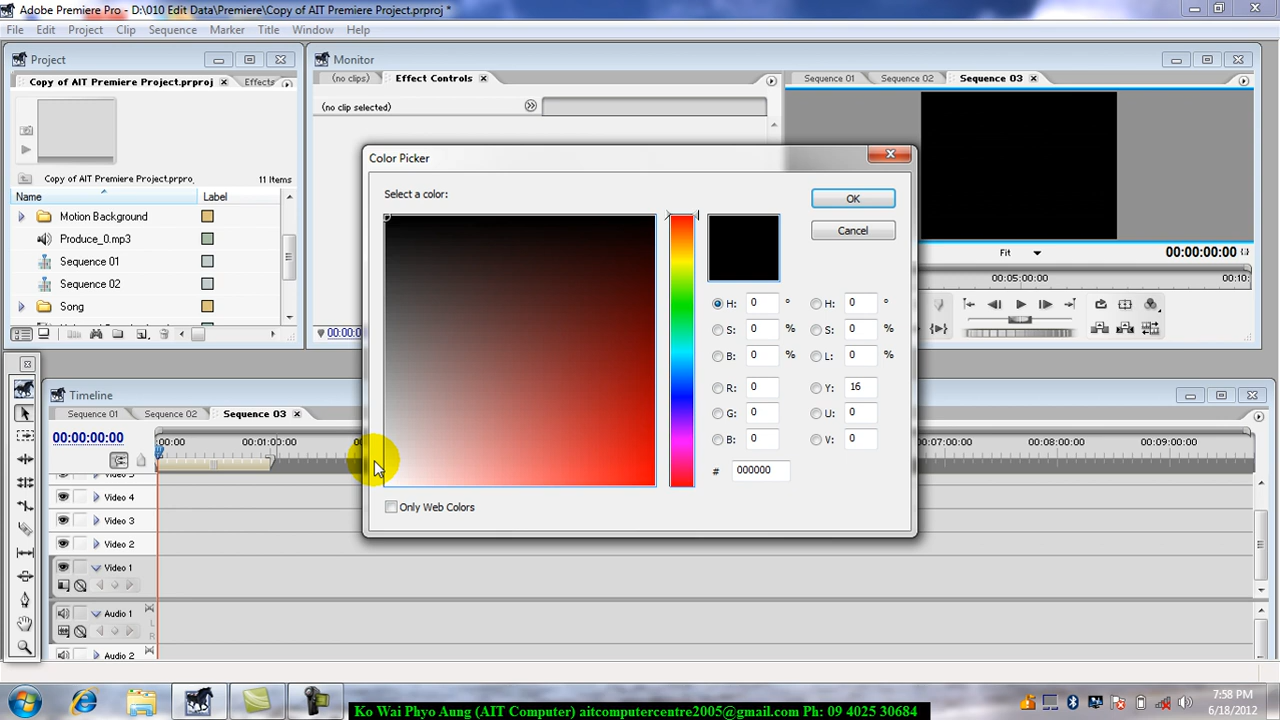 Adobe Premiere Pro - D:\010 Edit Data\Premiere\Copy of AIT Premiere Project.prproj *
File Edit Project Clip Sequence Marker Title Window Help
Project
Monitor
Copy of AIT Premiere Project.prproj
Effects
(no clips)
Effect Controls
Sequence 01
Sequence 02
Sequence 03
(no clip selected)
Copy of AIT Premiere Project.prpro
11 Items
Name
Label
Motion Background
Produce_0.mp3
Sequence 01
Sequence 02
Song
Color Picker
Select a color:
OK
Cancel
H: 0 ° H: 0 °
S: 0 % S: 0 %
B: 0 % L: 0 %
R: 0 Y: 16
G: 0 U: 0
B: 0 V: 0
# 000000
Only Web Colors
Fit
00:00:00:00
00:05:00:00
00:10:
00:00:0
Timeline
Sequence 01
Sequence 02
Sequence 03
00:00:00:00
:00:00
00:01:00:00
00:07:00:00
00:08:00:00
00:09:00:00
Video 4
Video 3
Video 2
Video 1
Audio 1
L
R
Audio 2
7:58 PM
6/18/2012
Ko Wai Phyo Aung (AIT Computer) aitcomputercentre2005@gmail.com Ph: 09 4025 30684